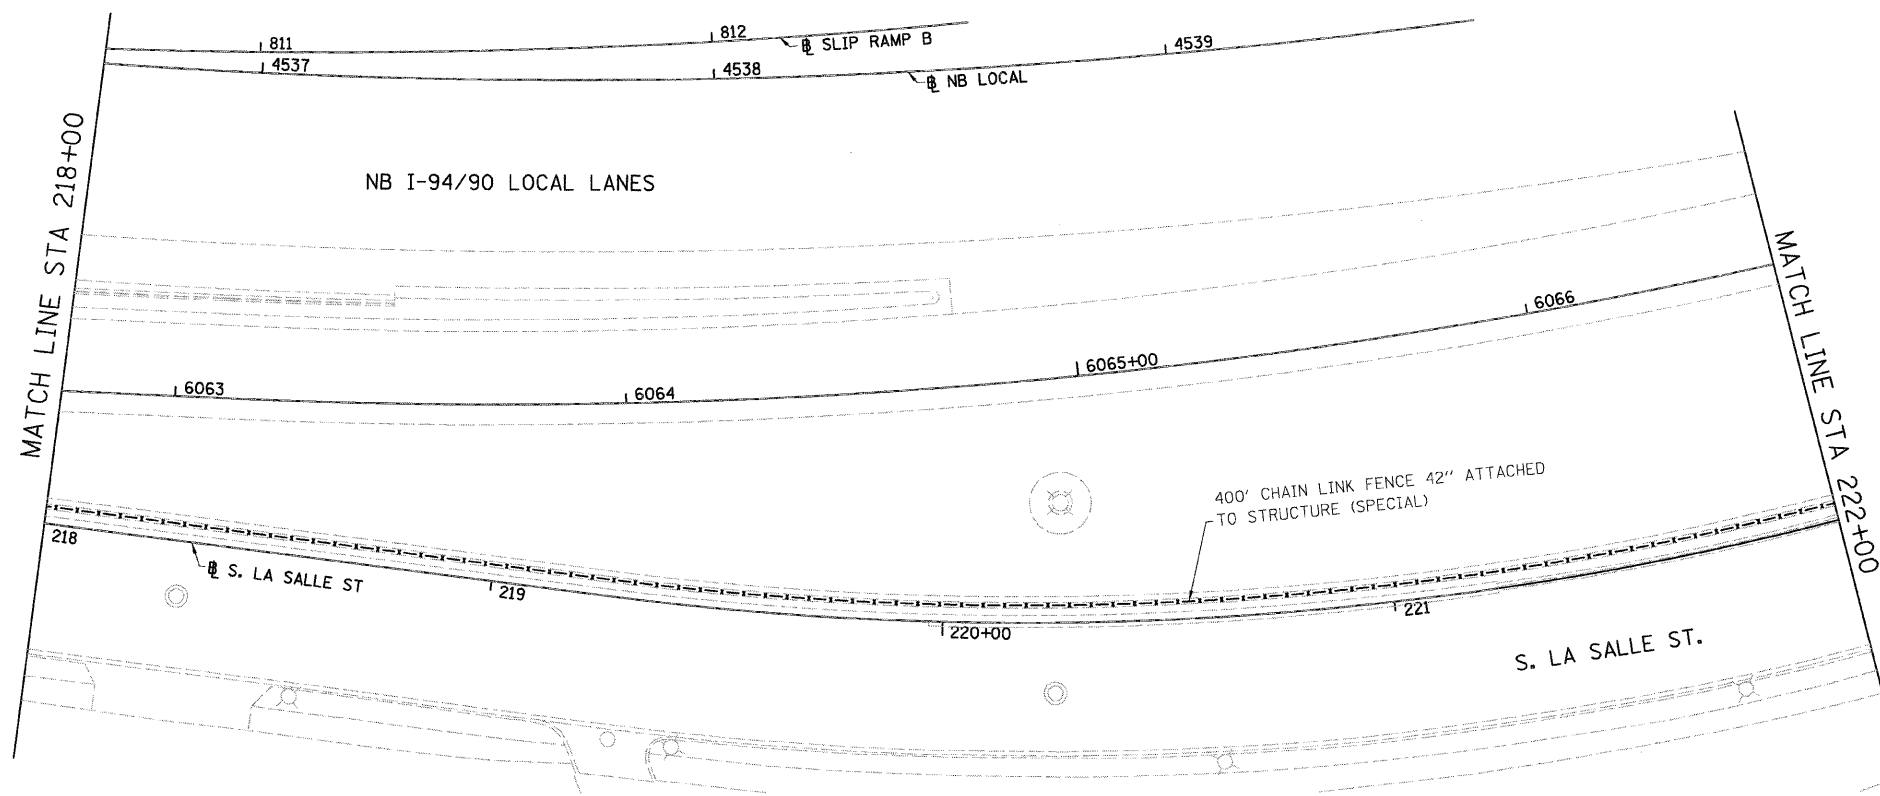 811
812
℄ SLIP RAMP B
4537
4538
4539
℄ NB LOCAL
MATCH LINE STA 218+00
NB I-94/90 LOCAL LANES
MATCH LINE STA 222+00
6063
6064
6065+00
6066
400' CHAIN LINK FENCE 42" ATTACHED
TO STRUCTURE (SPECIAL)
218
℄ S. LA SALLE ST
219
220+00
221
S. LA SALLE ST.